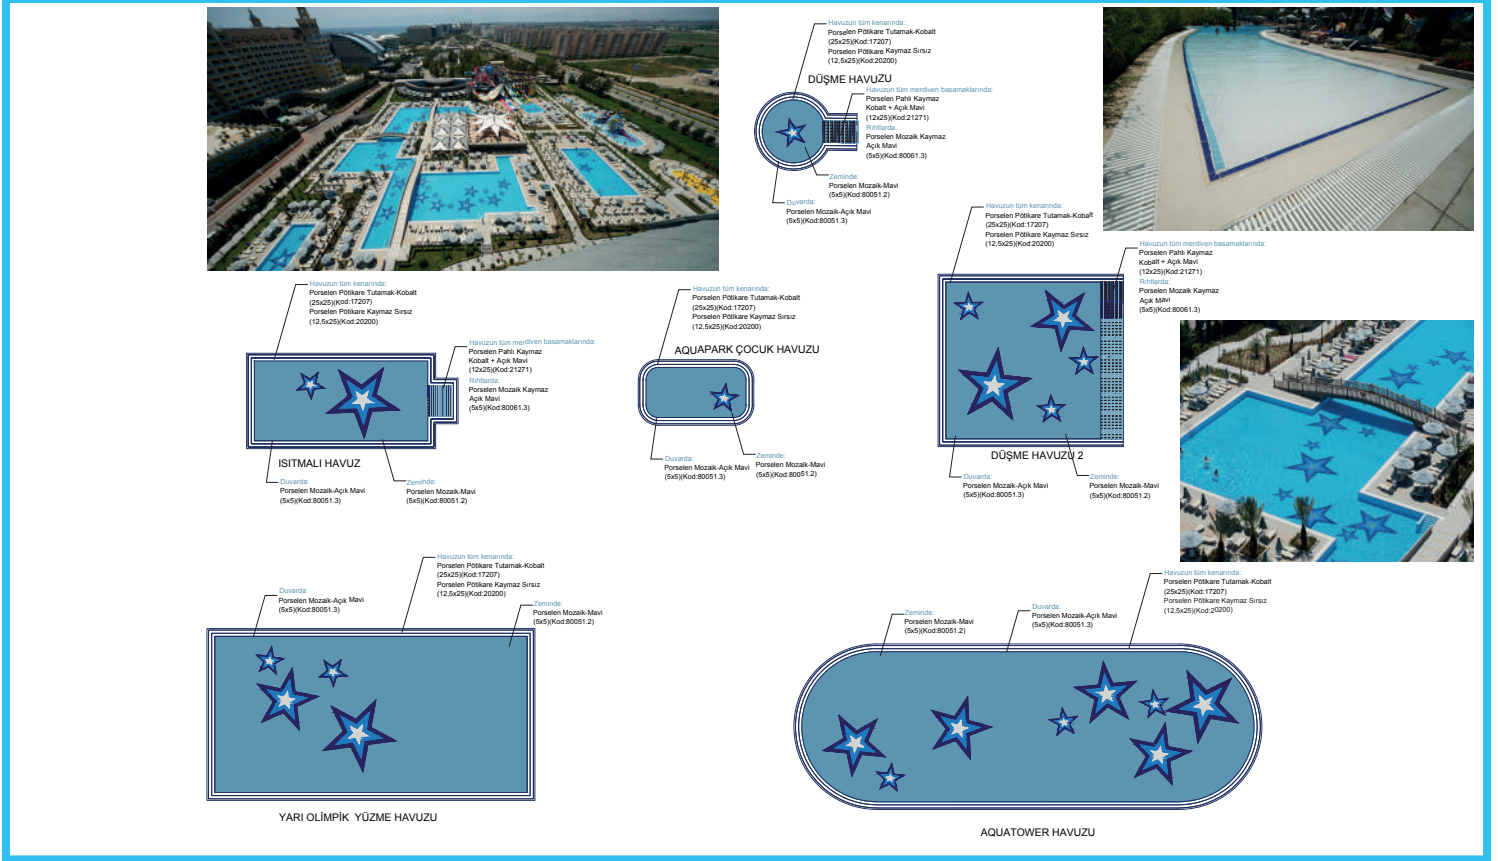 Havuzun tüm kenarında:
Porselen Pötikare Tutamak-Kobalt
(25x25)(Kod:17207)
Porselen Pötikare Kaymaz Sırsız
(12,5x25)(Kod:20200)
DÜŞME HAVUZU
Havuzun tüm merdiven basamaklarında:
Porselen Pahlı Kaymaz
Kobalt + Açık Mavi
(12x25)(Kod:21271)
Rıhtlarda:
Porselen Mozaik Kaymaz
Açık Mavi
(5x5)(Kod:80061.3)
Zeminde:
Porselen Mozaik-Mavi
(5x5)(Kod:80051.2)
Duvarda:
Porselen Mozaik-Açık Mavi
(5x5)(Kod:80051.3)
Havuzun tüm kenarında:
Porselen Pötikare Tutamak-Kobalt
(25x25)(Kod:17207)
Porselen Pötikare Kaymaz Sırsız
(12,5x25)(Kod:20200)
Havuzun tüm merdiven basamaklarında:
Porselen Pahlı Kaymaz
Kobalt + Açık Mavi
(12x25)(Kod:21271)
Rıhtlarda:
Porselen Mozaik Kaymaz
Açık Mavi
(5x5)(Kod:80061.3)
DÜŞME HAVUZU 2
Duvarda:
Porselen Mozaik-Açık Mavi
(5x5)(Kod:80051.3)
Zeminde:
Porselen Mozaik-Mavi
(5x5)(Kod:80051.2)
Havuzun tüm kenarında:
Porselen Pötikare Tutamak-Kobalt
(25x25)(Kod:17207)
Porselen Pötikare Kaymaz Sırsız
(12,5x25)(Kod:20200)
Havuzun tüm merdiven basamaklarında:
Porselen Pahlı Kaymaz
Kobalt + Açık Mavi
(12x25)(Kod:21271)
Rıhtlarda:
Porselen Mozaik Kaymaz
Açık Mavi
(5x5)(Kod:80061.3)
ISITMALI HAVUZ
Duvarda:
Porselen Mozaik-Açık Mavi
(5x5)(Kod:80051.3)
Zeminde:
Porselen Mozaik-Mavi
(5x5)(Kod:80051.2)
Havuzun tüm kenarında:
Porselen Pötikare Tutamak-Kobalt
(25x25)(Kod:17207)
Porselen Pötikare Kaymaz Sırsız
(12,5x25)(Kod:20200)
AQUAPARK ÇOCUK HAVUZU
Duvarda:
Porselen Mozaik-Açık Mavi
(5x5)(Kod:80051.3)
Zeminde:
Porselen Mozaik-Mavi
(5x5)(Kod:80051.2)
Havuzun tüm kenarında:
Porselen Pötikare Tutamak-Kobalt
(25x25)(Kod:17207)
Porselen Pötikare Kaymaz Sırsız
(12,5x25)(Kod:20200)
Duvarda:
Porselen Mozaik-Açık Mavi
(5x5)(Kod:80051.3)
Zeminde:
Porselen Mozaik-Mavi
(5x5)(Kod:80051.2)
YARI OLİMPİK YÜZME HAVUZU
Havuzun tüm kenarında:
Porselen Pötikare Tutamak-Kobalt
(25x25)(Kod:17207)
Porselen Pötikare Kaymaz Sırsız
(12,5x25)(Kod:20200)
Duvarda:
Porselen Mozaik-Açık Mavi
(5x5)(Kod:80051.3)
Zeminde:
Porselen Mozaik-Mavi
(5x5)(Kod:80051.2)
AQUATOWER HAVUZU